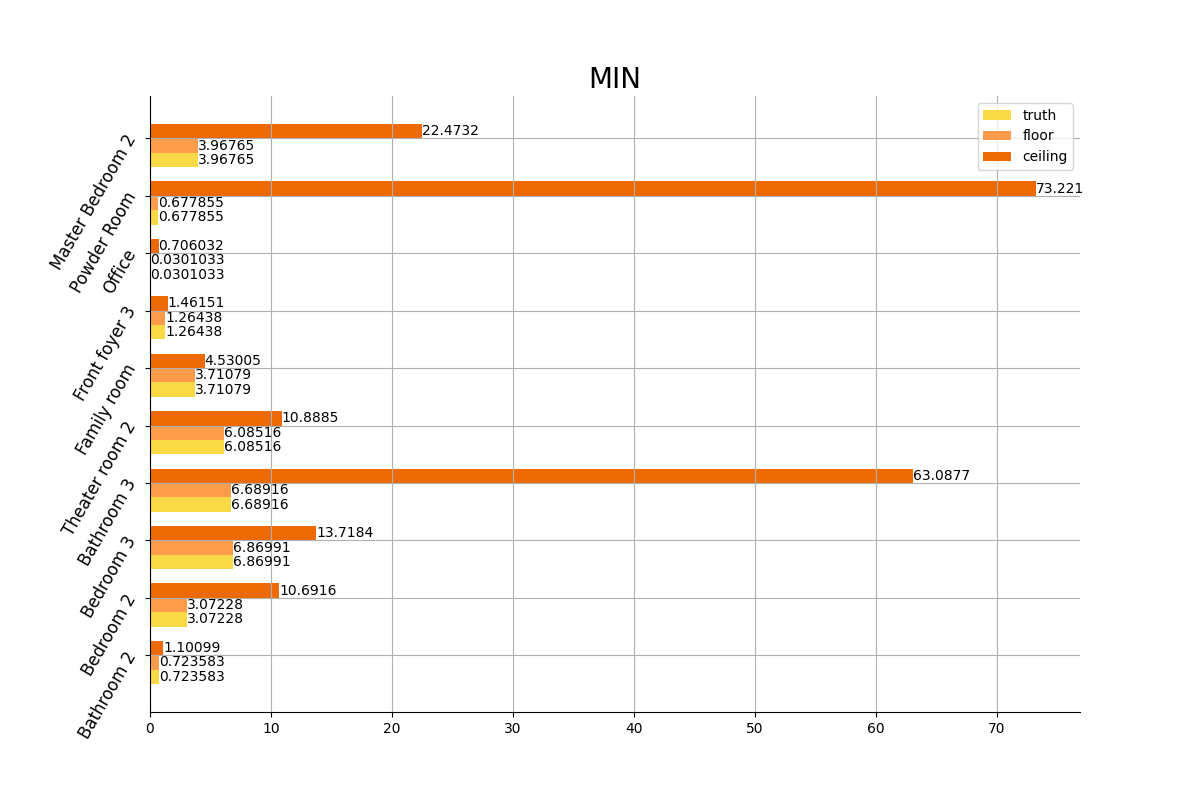 MIN
truth
floor
ceiling
Master Bedroom 2
22.4732
3.96765
3.96765
Powder Room
73.221
0.677855
0.677855
Office
0.706032
0.0301033
0.0301033
Front foyer 3
1.46151
1.26438
1.26438
Family room
4.53005
3.71079
3.71079
Theater room 2
10.8885
6.08516
6.08516
Bathroom 3
63.0877
6.68916
6.68916
Bedroom 3
13.7184
6.86991
6.86991
Bedroom 2
10.6916
3.07228
3.07228
Bathroom 2
1.10099
0.723583
0.723583
0 10 20 30 40 50 60 70